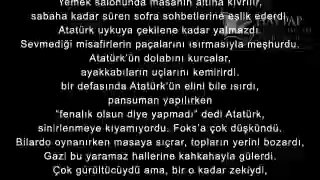 Yemek salonunda masanın altına kıvrılır,
sabaha kadar süren sofra sohbetlerine eşlik ederdi.
Atatürk uykuya çekilene kadar yalmazdı.
Sevmediği misafirlerin paçalarını ısırmasıyla meşhurdu.
Atatürk'ün dolabını kurcalar,
ayakkabıların uçlarını kemirirdi.
bir defasında Atatürk'ün elini bile ısırdı,
pansuman yapılırken
"fenalık olsun diye yapmadı" dedi Atatürk,
sinirlenmeye kıyamıyordu. Foks'a çok düşkündü.
Bilardo oynanırken masaya sıçrar, topların yerini bozardı,
Gazi bu yaramaz hallerine kahkahayla gülerdi.
Çok gürültücüydü ama, bir o kadar zekiydi,